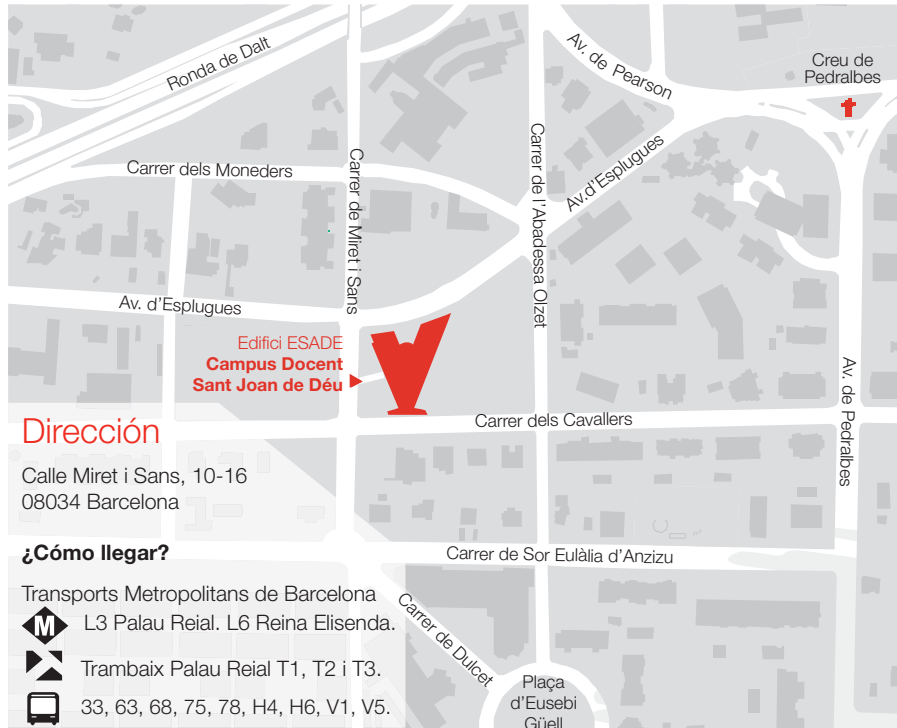 Ronda de Dalt
Av. de Pearson
Creu de
Pedralbes
Carrer dels Moneders
Carrer de Miret i Sans
Carrer de l'Abadessa Olzet
Av.d'Esplugues
Av. d'Esplugues
Edifici ESADE
Campus Docent
Sant Joan de Déu
Av. de Pedralbes
Carrer dels Cavallers
Dirección
Calle Miret i Sans, 10-16
08034 Barcelona
¿Cómo llegar?
Carrer de Sor Eulàlia d'Anzizu
Transports Metropolitans de Barcelona
M L3 Palau Reial. L6 Reina Elisenda.
Trambaix Palau Reial T1, T2 i T3.
33, 63, 68, 75, 78, H4, H6, V1, V5.
Carrer de Dulcet
Plaça
d'Eusebi
Güell